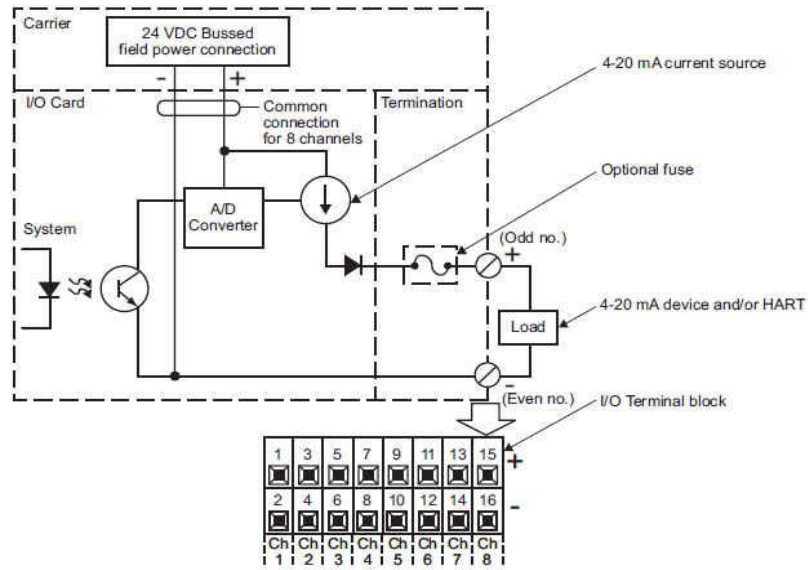 Carrier
24 VDC Bussed
field power connection
- +
4-20 mA current source
I/O Card
Common
connection
for 8 channels
Termination
Optional fuse
A/D
Converter
System
(Odd no.)
+
4-20 mA device and/or HART
Load
-
(Even no.)
I/O Terminal block
1 3 5 7 9 11 13 15 +
2 4 6 8 10 12 14 16 -
Ch Ch Ch Ch Ch Ch Ch Ch
1 2 3 4 5 6 7 8